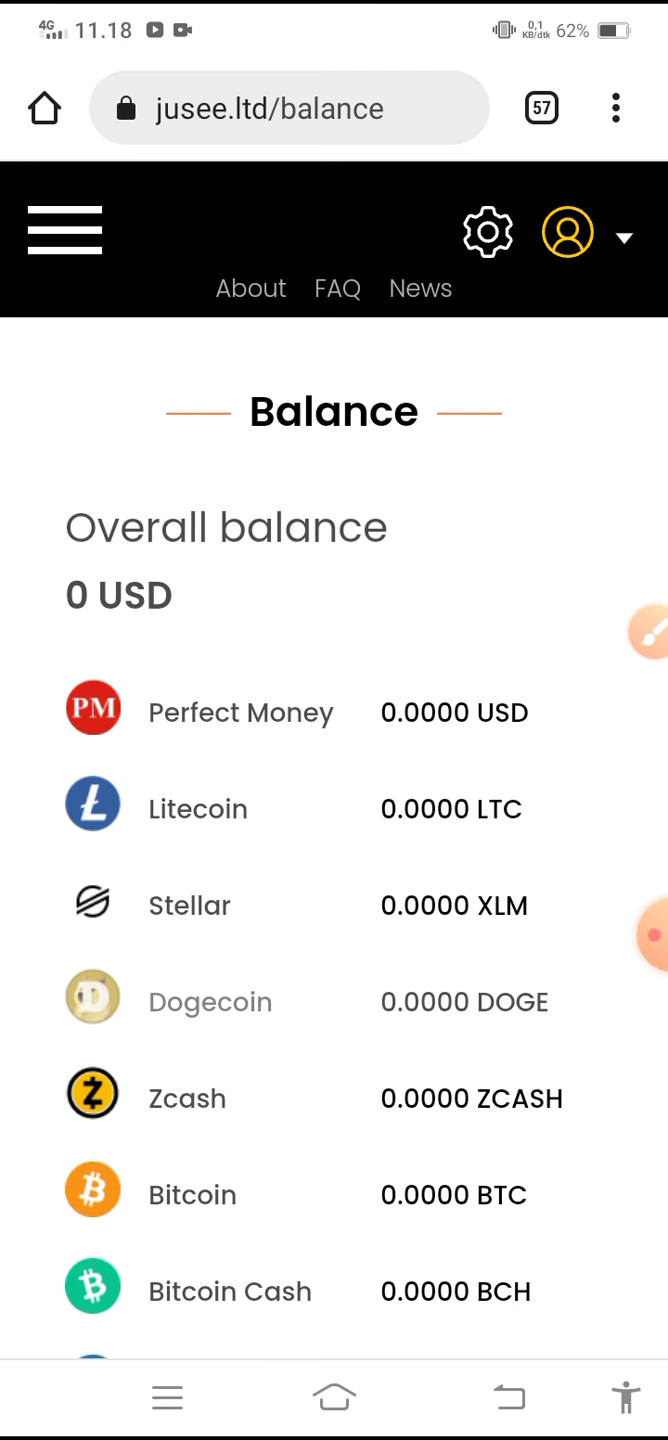 4G 11.18 0,1 KB/dtk 62%
jusee.ltd/balance 57
About FAQ News
Balance
Overall balance
0 USD
PM Perfect Money 0.0000 USD
Litecoin 0.0000 LTC
Stellar 0.0000 XLM
Dogecoin 0.0000 DOGE
Zcash 0.0000 ZCASH
Bitcoin 0.0000 BTC
Bitcoin Cash 0.0000 BCH